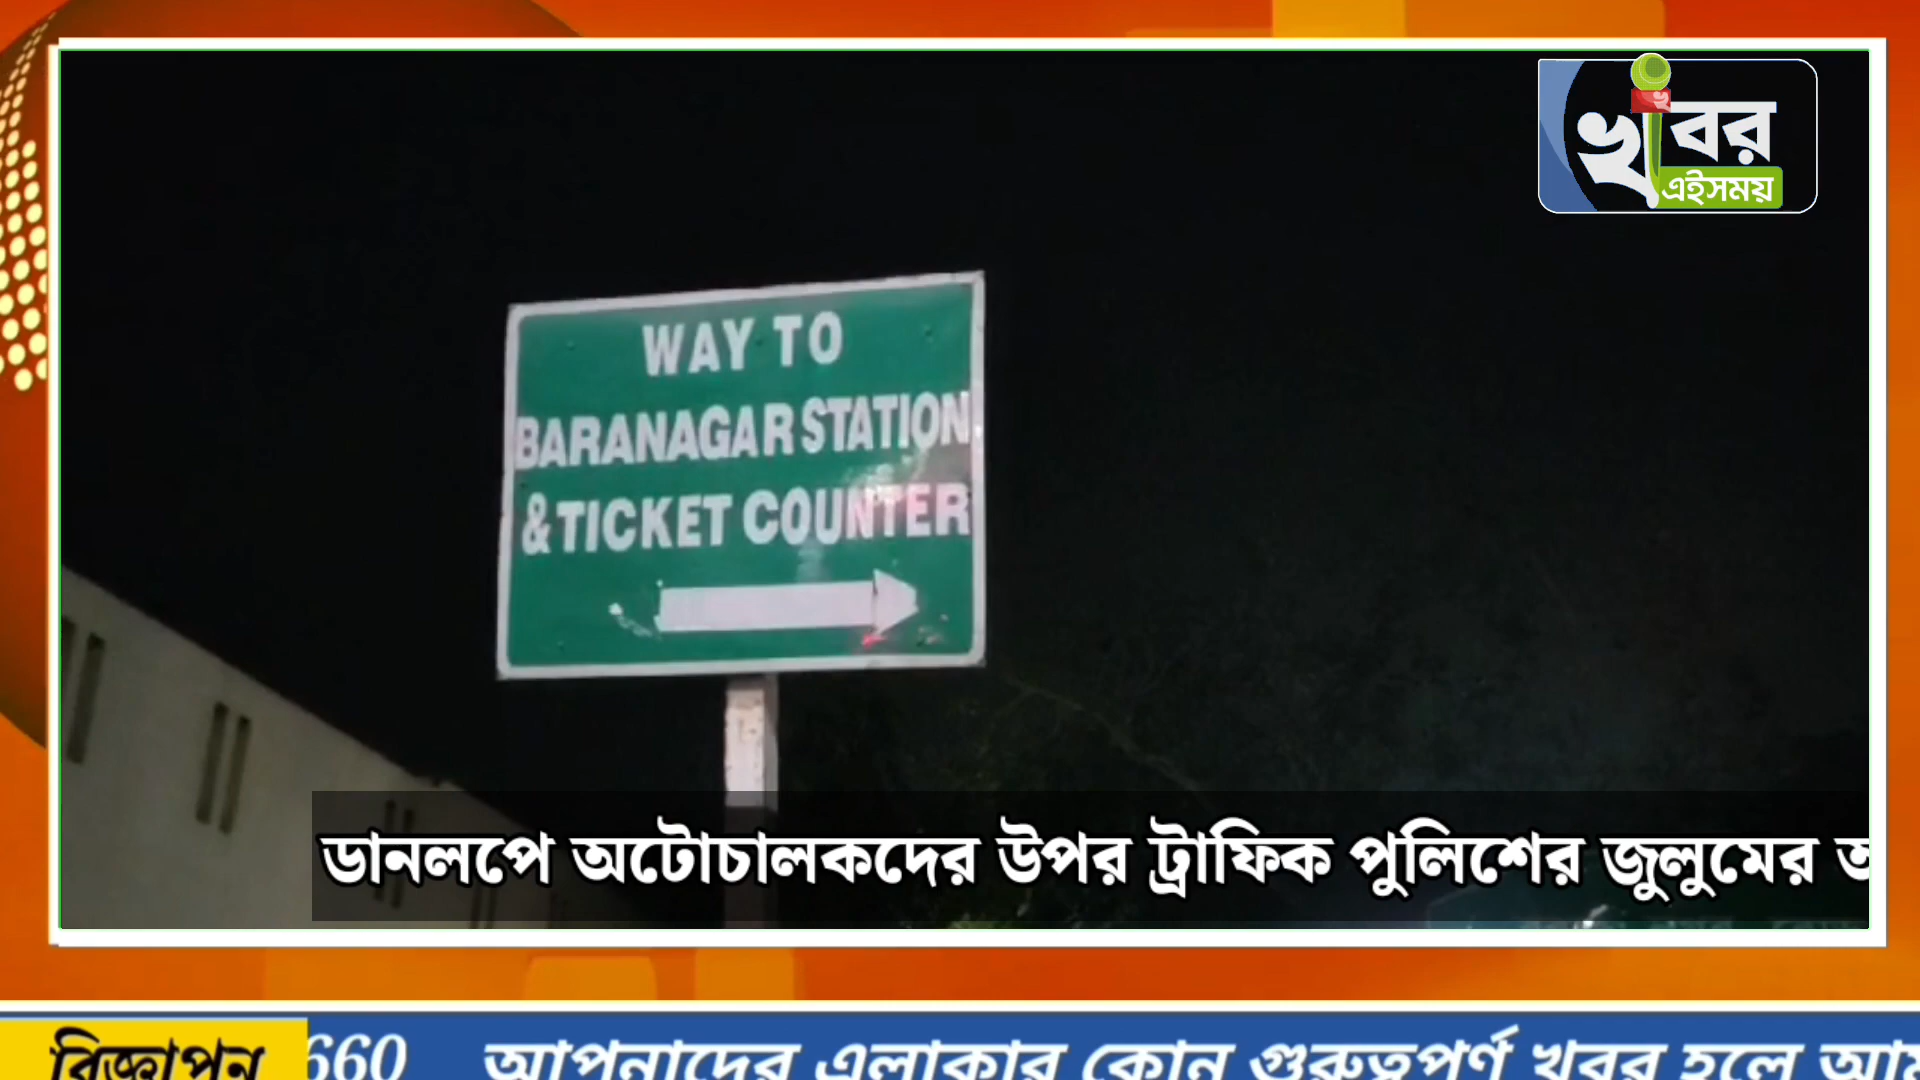 খবর
এইসময়
WAY TO
BARANAGAR STATION
& TICKET COUNTER
ডানলপে অটোচালকদের উপর ট্রাফিক পুলিশের জুলুমের
বিজ্ঞাপন 660 আপনাদের এলাকার কোন গুরুত্বপূর্ণ খবর হলে